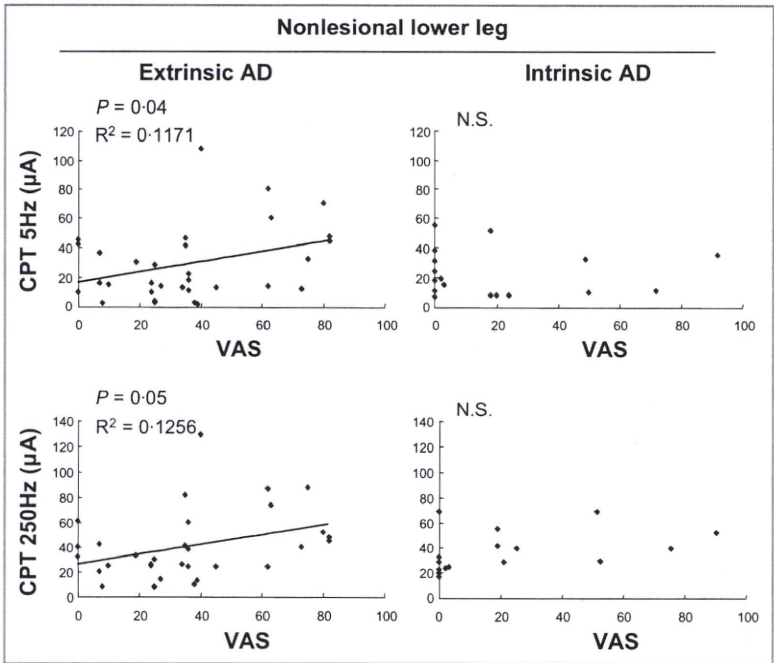 Nonlesional lower leg
Extrinsic AD
Intrinsic AD
P = 0·04
R² = 0·1171
N.S.
CPT 5Hz (μA)
120
100
80
60
40
20
0
0 20 40 60 80 100
VAS
120
100
80
60
40
20
0
0 20 40 60 80 100
VAS
P = 0·05
R² = 0·1256
N.S.
CPT 250Hz (μA)
140
120
100
80
60
40
20
0
0 20 40 60 80 100
VAS
140
120
100
80
60
40
20
0
0 20 40 60 80 100
VAS